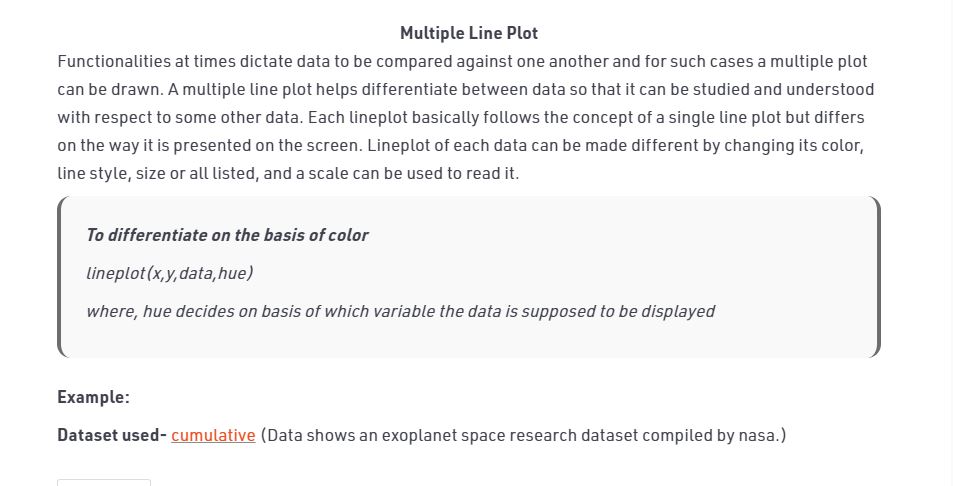 Multiple Line Plot
Functionalities at times dictate data to be compared against one another and for such cases a multiple plot
can be drawn. A multiple line plot helps differentiate between data so that it can be studied and understood
with respect to some other data. Each lineplot basically follows the concept of a single line plot but differs
on the way it is presented on the screen. Lineplot of each data can be made different by changing its color,
line style, size or all listed, and a scale can be used to read it.
To differentiate on the basis of color
lineplot(x,y,data,hue)
where, hue decides on basis of which variable the data is supposed to be displayed
Example:
Dataset used- cumulative (Data shows an exoplanet space research dataset compiled by nasa.)